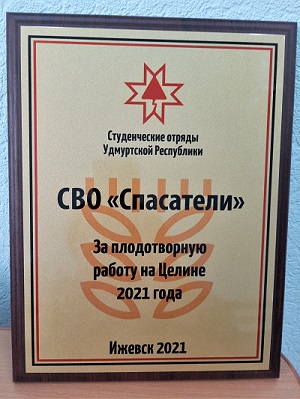 Студенческие отряды
Удмуртской Республики
СВО «Спасатели»
За плодотворную
работу на Целине
2021 года
Ижевск 2021